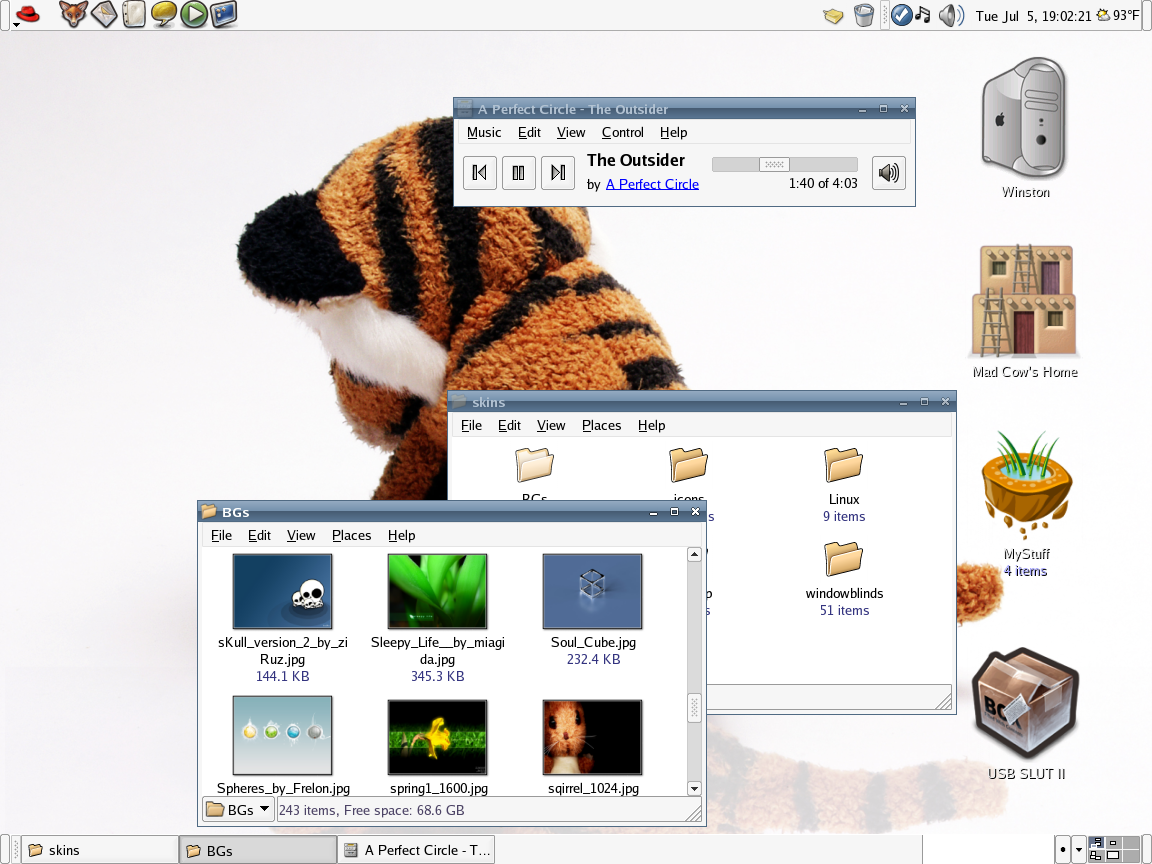 Tue Jul 5, 19:02:21 93°F
A Perfect Circle - The Outsider
Music Edit View Control Help
The Outsider
by A Perfect Circle
1:40 of 4:03
Winston
Mad Cow's Home
skins
File Edit View Places Help
BGs icons Linux
9 items
windowblinds
51 items
MyStuff
4 items
USB SLUT II
BGs
File Edit View Places Help
sKull_version_2_by_zi
Ruz.jpg
144.1 KB
Sleepy_Life__by_miagi
da.jpg
345.3 KB
Soul_Cube.jpg
232.4 KB
Spheres_by_Frelon.jpg
spring1_1600.jpg
sqirrel_1024.jpg
BGs 243 items, Free space: 68.6 GB
skins BGs A Perfect Circle - T...